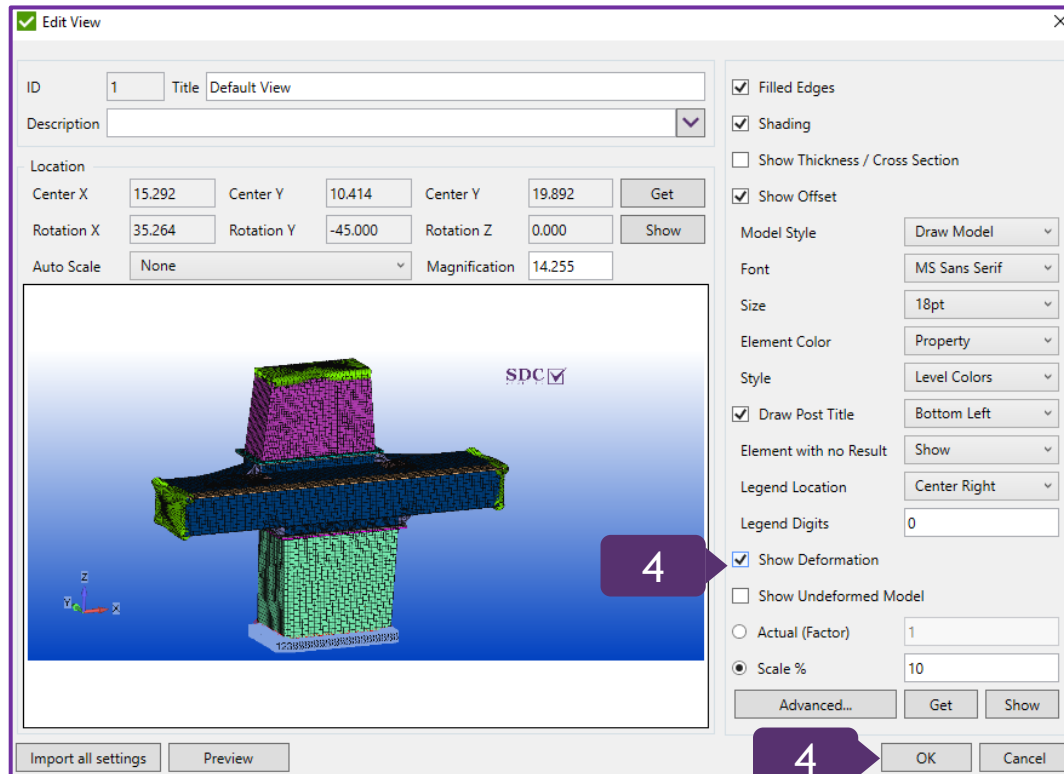 Edit View
ID 1 Title Default View
Description
Location
Center X 15.292 Center Y 10.414 Center Y 19.892 Get
Rotation X 35.264 Rotation Y -45.000 Rotation Z 0.000 Show
Auto Scale None Magnification 14.255
SDC
Z
Y X
Import all settings Preview
Filled Edges
Shading
Show Thickness / Cross Section
Show Offset
Model Style Draw Model
Font MS Sans Serif
Size 18pt
Element Color Property
Style Level Colors
Draw Post Title Bottom Left
Element with no Result Show
Legend Location Center Right
Legend Digits 0
4 Show Deformation
Show Undeformed Model
Actual (Factor) 1
Scale % 10
Advanced... Get Show
4 OK Cancel